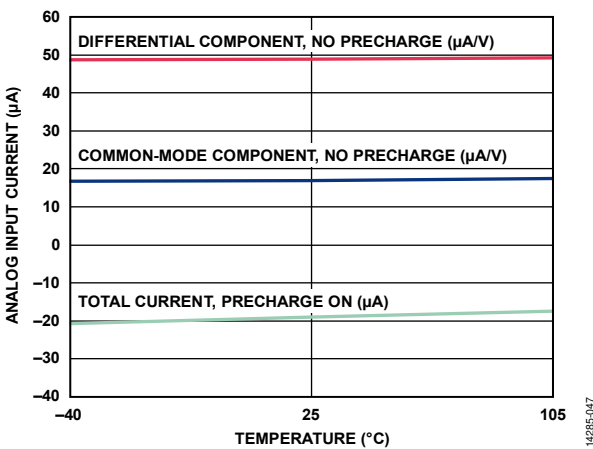 60
50
40
30
20
10
0
–10
–20
–30
–40
ANALOG INPUT CURRENT (µA)
DIFFERENTIAL COMPONENT, NO PRECHARGE (µA/V)
COMMON-MODE COMPONENT, NO PRECHARGE (µA/V)
TOTAL CURRENT, PRECHARGE ON (µA)
–40 25 105
TEMPERATURE (°C)
14285-047